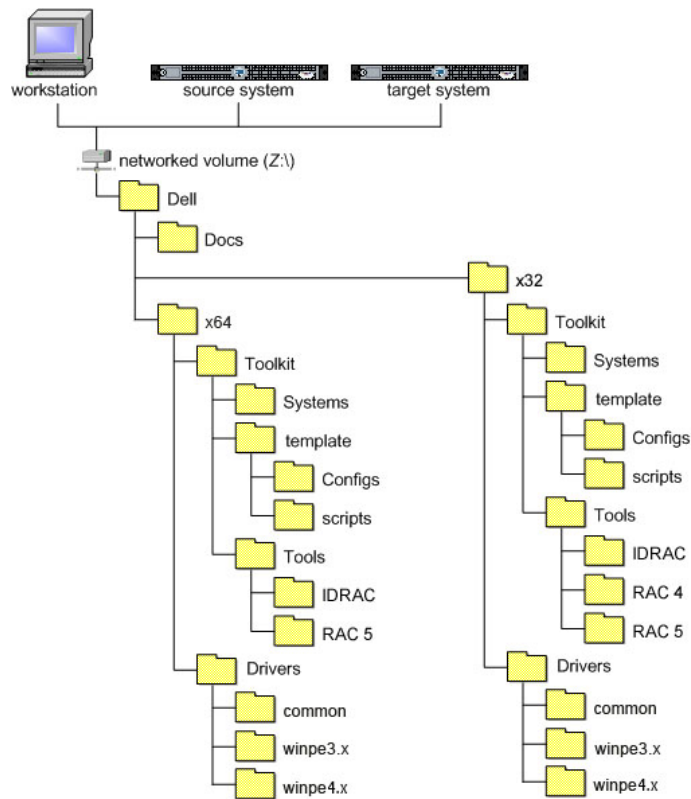 workstation
source system
target system
networked volume (Z:\)
Dell
Docs
x64
Toolkit
Systems
template
Configs
scripts
Tools
IDRAC
RAC 5
Drivers
common
winpe3.x
winpe4.x
x32
Toolkit
Systems
template
Configs
scripts
Tools
IDRAC
RAC 4
RAC 5
Drivers
common
winpe3.x
winpe4.x